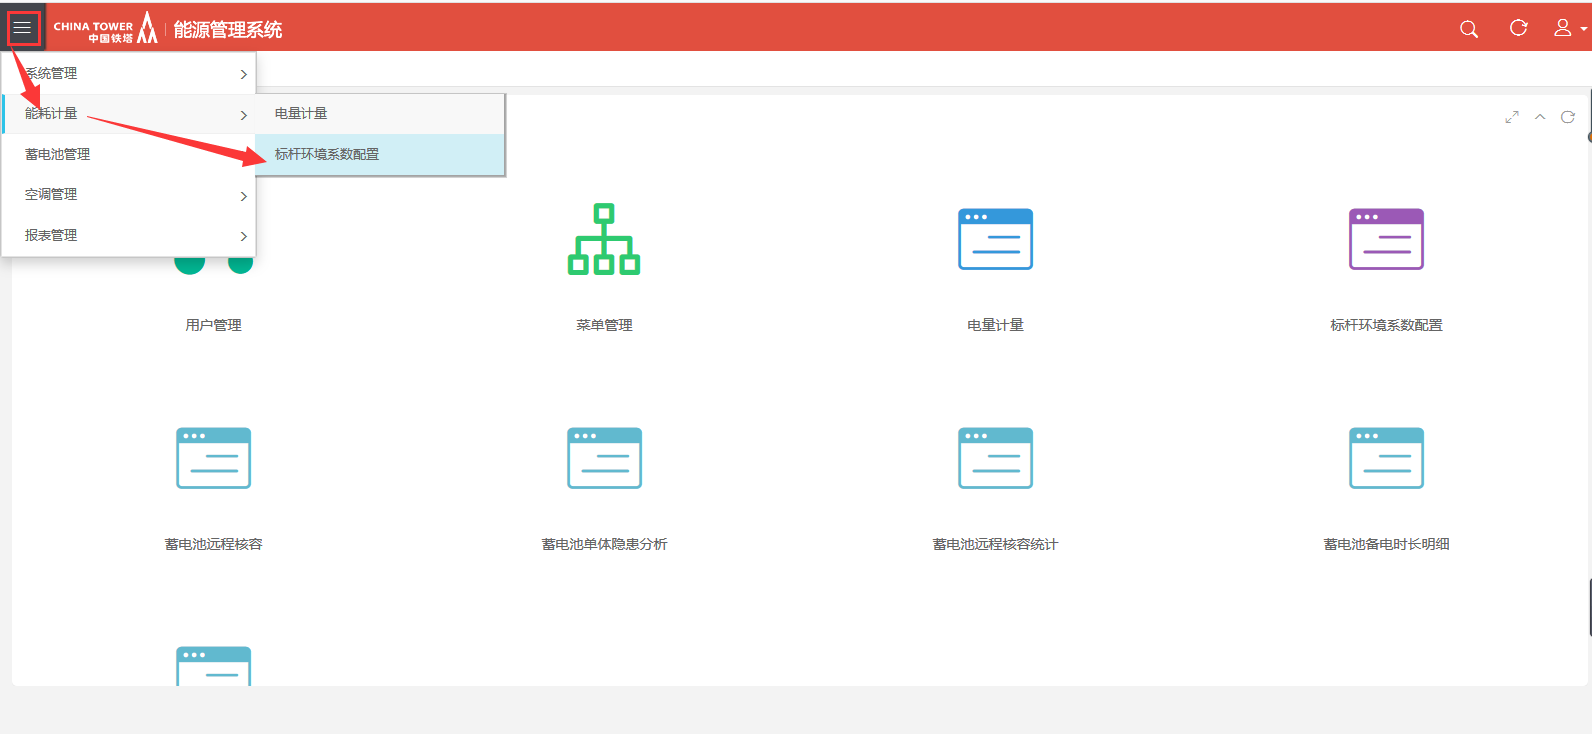 CHINA TOWER
中国铁塔
能源管理系统
系统管理
能耗计量
蓄电池管理
空调管理
报表管理
电量计量
标杆环境系数配置
用户管理
菜单管理
电量计量
标杆环境系数配置
蓄电池远程核容
蓄电池单体隐患分析
蓄电池远程核容统计
蓄电池备电时长明细